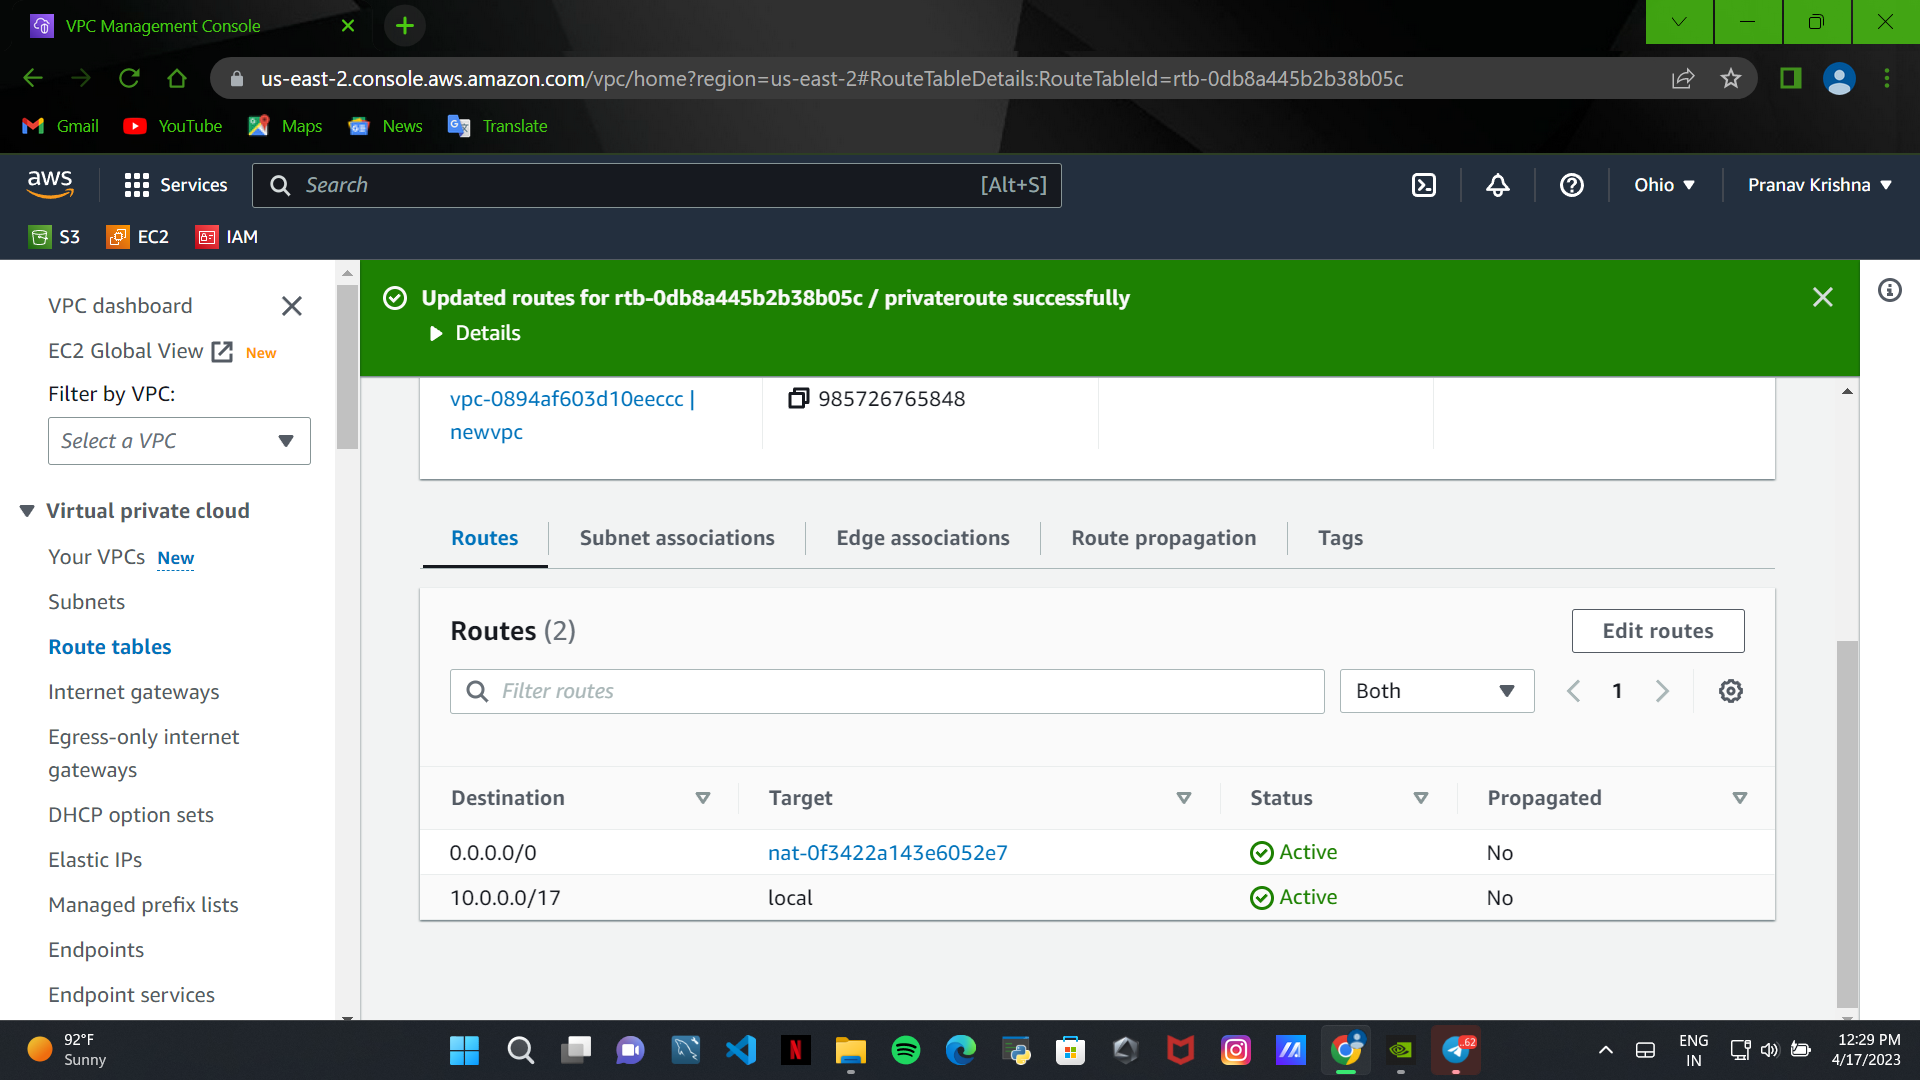 VPC Management Console
us-east-2.console.aws.amazon.com/vpc/home?region=us-east-2#RouteTableDetails:RouteTableId=rtb-0db8a445b2b38b05c
Gmail YouTube Maps News Translate
aws Services Search [Alt+S] Ohio Pranav Krishna
S3 EC2 IAM
VPC dashboard
EC2 Global View New
Filter by VPC:
Select a VPC
Virtual private cloud
Your VPCs New
Subnets
Route tables
Internet gateways
Egress-only internet
gateways
DHCP option sets
Elastic IPs
Managed prefix lists
Endpoints
Endpoint services
Updated routes for rtb-0db8a445b2b38b05c / privateroute successfully
Details
vpc-0894af603d10eeccc | 985726765848
newvpc
Routes Subnet associations Edge associations Route propagation Tags
Routes (2) Edit routes
Filter routes Both 1
Destination Target Status Propagated
0.0.0.0/0 nat-0f3422a143e6052e7 Active No
10.0.0.0/17 local Active No
92°F
Sunny
N
62
ENG
IN
12:29 PM
4/17/2023